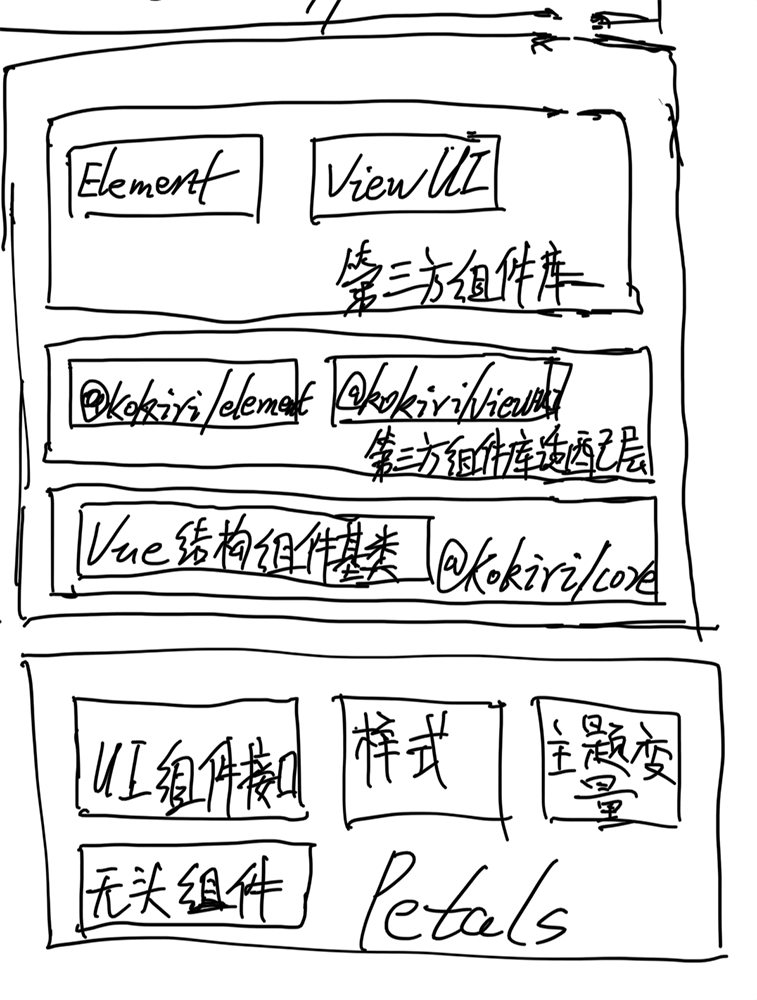 Element
ViewUI
第三方组件库
@kokiri/element
@kokiri/viewui
第三方组件库适配层
Vue结构组件基类
@kokiri/core
UI组件接口
样式
主题变
量
无头组件
Petals